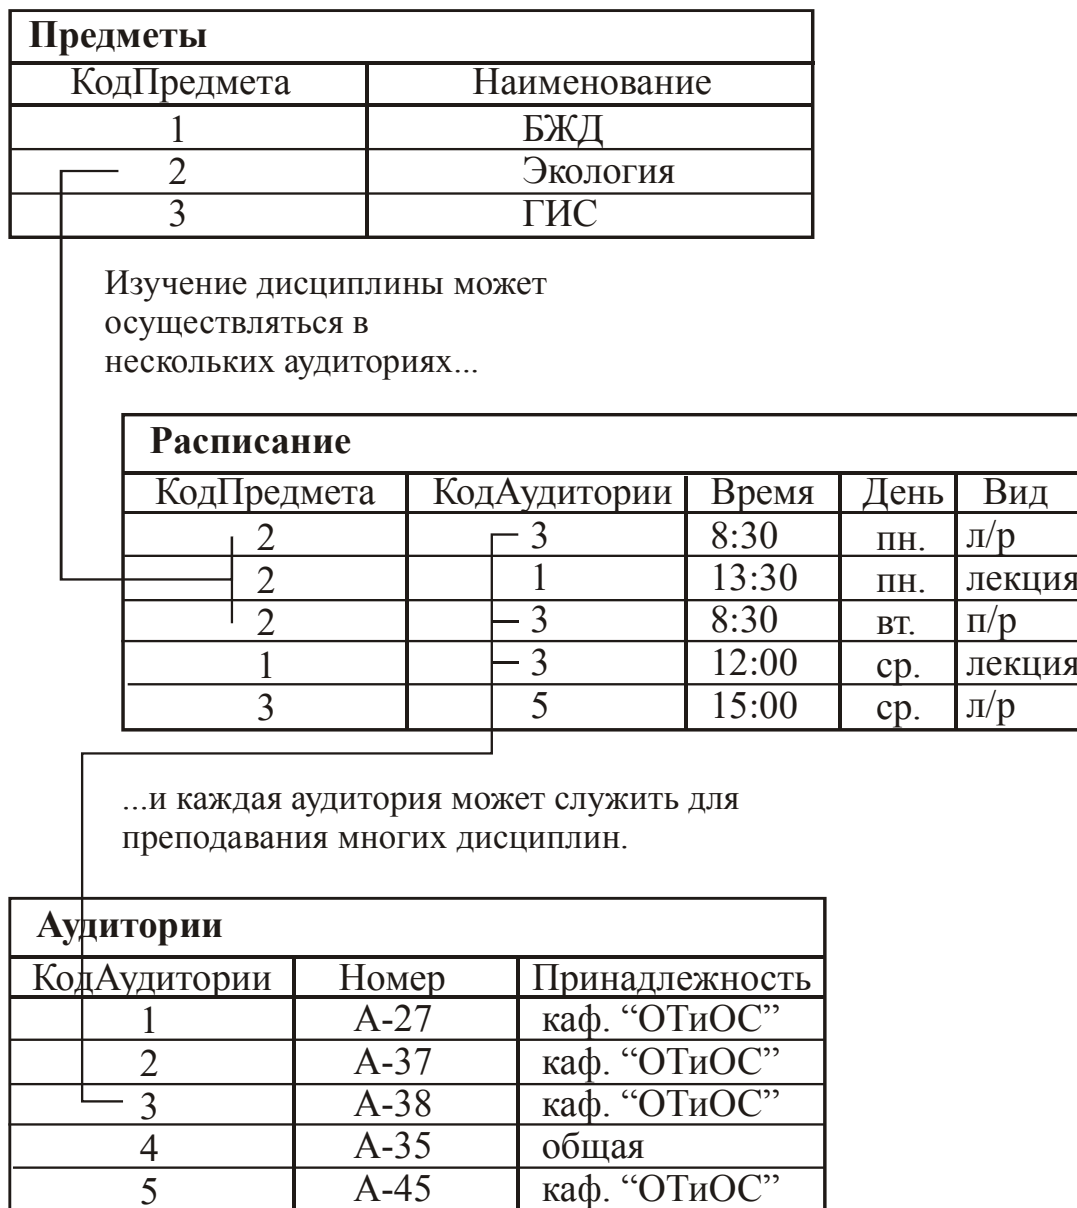 Предметы
КодПредмета Наименование
1 БЖД
2 Экология
3 ГИС
Изучение дисциплины может
осуществляться в
нескольких аудиториях...
Расписание
КодПредмета КодАудитории Время День Вид
2 3 8:30 пн. л/р
2 1 13:30 пн. лекция
2 3 8:30 вт. п/р
1 3 12:00 ср. лекция
3 5 15:00 ср. л/р
...и каждая аудитория может служить для
преподавания многих дисциплин.
Аудитории
КодАудитории Номер Принадлежность
1 А-27 каф. “ОТиОС”
2 А-37 каф. “ОТиОС”
3 А-38 каф. “ОТиОС”
4 А-35 общая
5 А-45 каф. “ОТиОС”